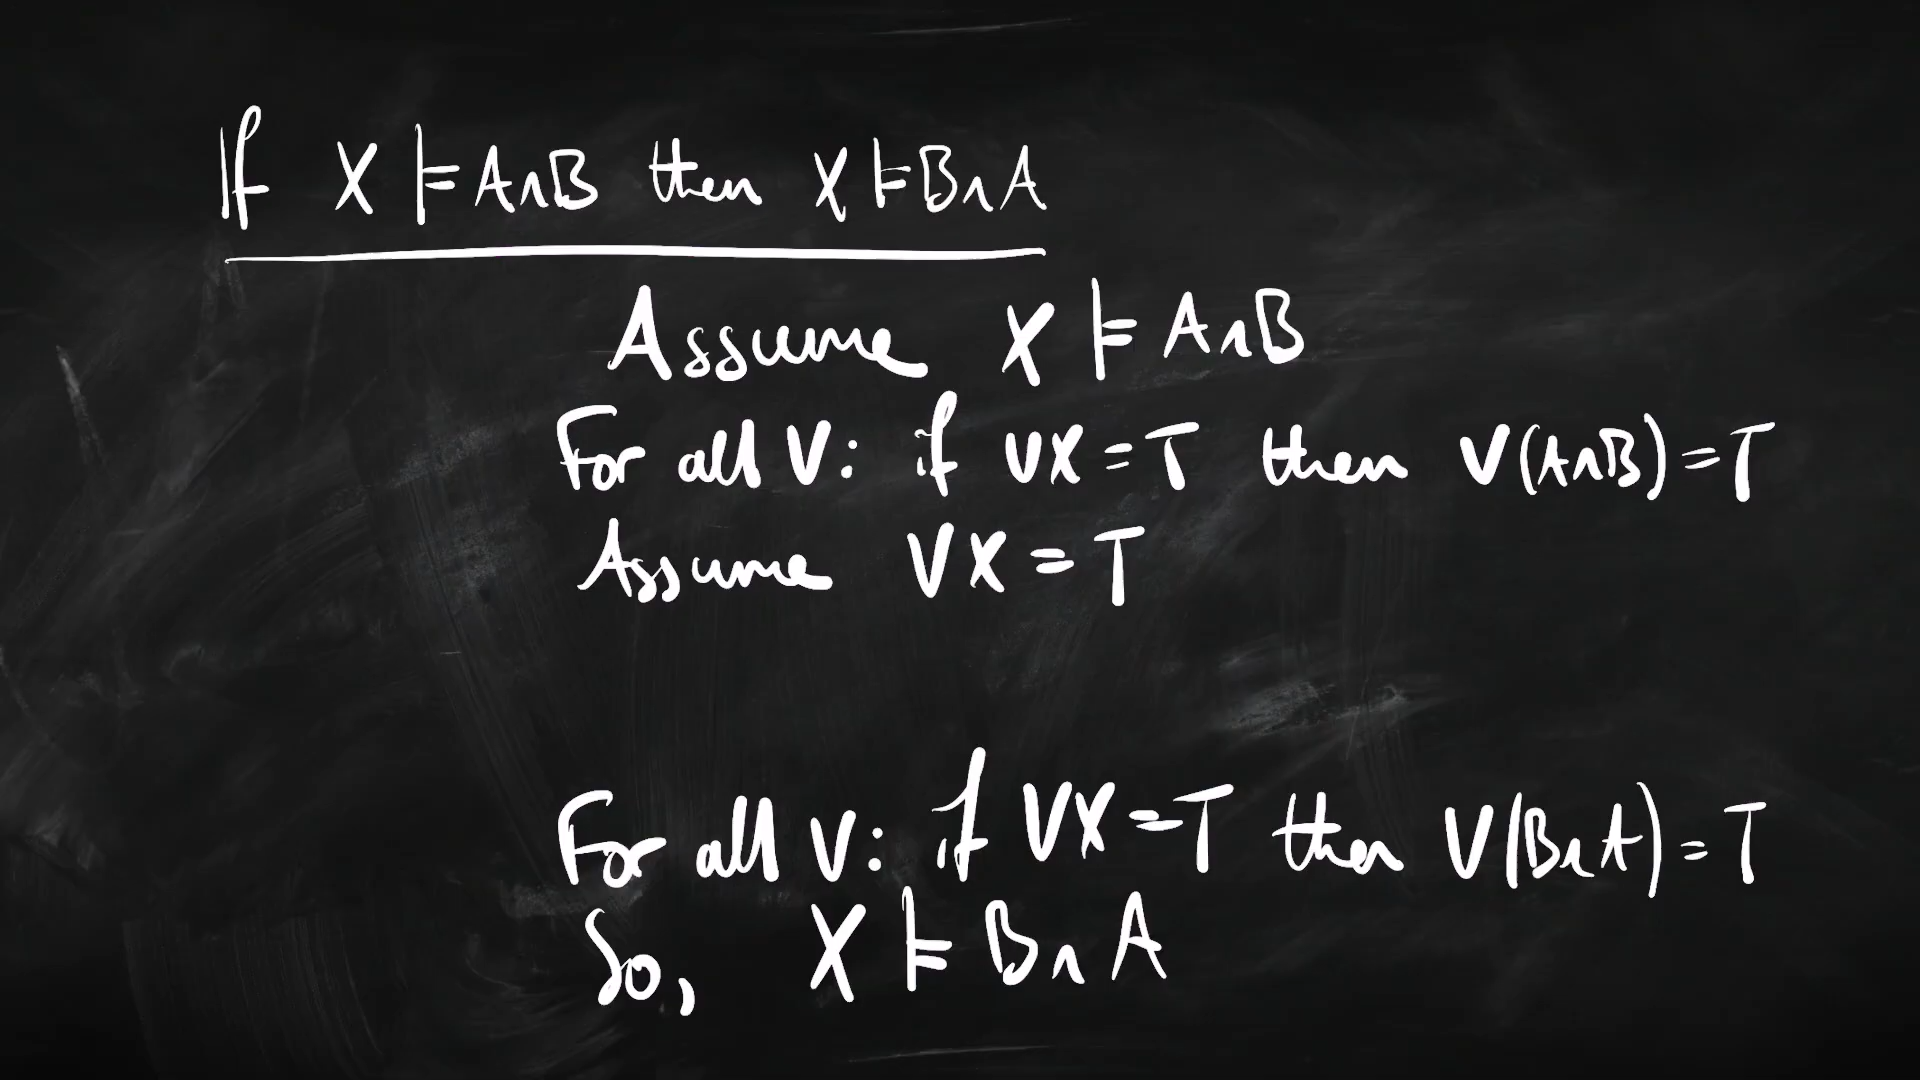 If X ⊨ A∧B then X ⊨ B∧A
Assume X ⊨ A∧B
For all V: if VX = T then V(A∧B) = T
Assume VX = T
For all V: if VX = T then V(B∧A) = T
So, X ⊨ B∧A